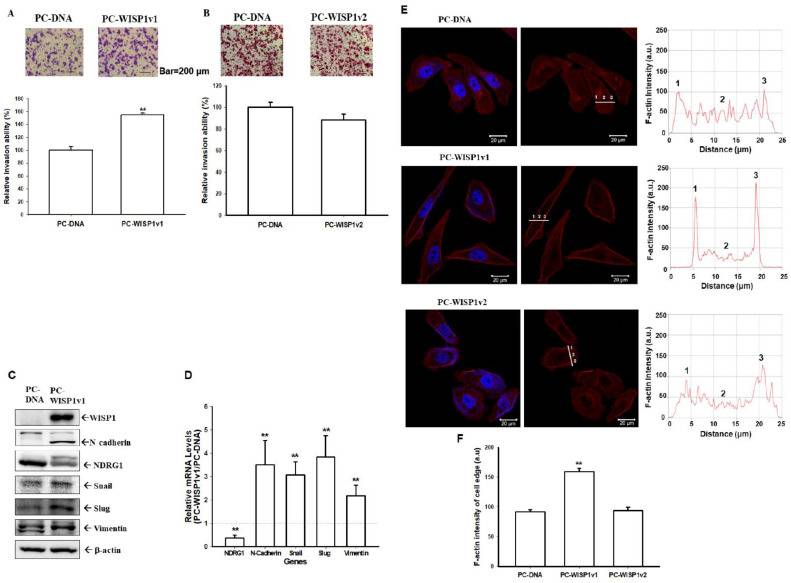 A
PC-DNA
PC-WISP1v1
Bar=200 μm
Relative invasion ability (%)
180
160
140
120
100
80
60
40
20
0
**
PC-DNA
PC-WISP1v1
B
PC-DNA
PC-WISP1v2
Relative invasion ability (%)
120
100
80
60
40
20
0
PC-DNA
PC-WISP1v2
C
PC-
DNA
PC-
WISP1v1
←WISP1
←N cadherin
←NDRG1
←Snail
←Slug
←Vimentin
←β-actin
D
Relative mRNA Levels
(PC-WISP1v1/PC-DNA)
6
5
4
3
2
1
0
**
**
**
**
**
NDRG1
N-Cadherin
Snail
Slug
Vimentin
Genes
E
PC-DNA
20 μm
1 2 3
20 μm
F-actin Intensity (a.u.)
250
200
150
100
50
0
1
2
3
0
5
10
15
20
25
Distance (μm)
PC-WISP1v1
20 μm
1 2 3
20 μm
F-actin intensity (a.u.)
250
200
150
100
50
0
1
2
3
0
5
10
15
20
25
Distance (μm)
PC-WISP1v2
20 μm
1
2
3
20 μm
F-actin Intensity (a.u.)
250
200
150
100
50
0
1
2
3
0
5
10
15
20
25
Distance (μm)
F
F-actin intensity of cell edge (a.u)
200
150
100
50
0
**
PC-DNA
PC-WISP1v1
PC-WISP1v2